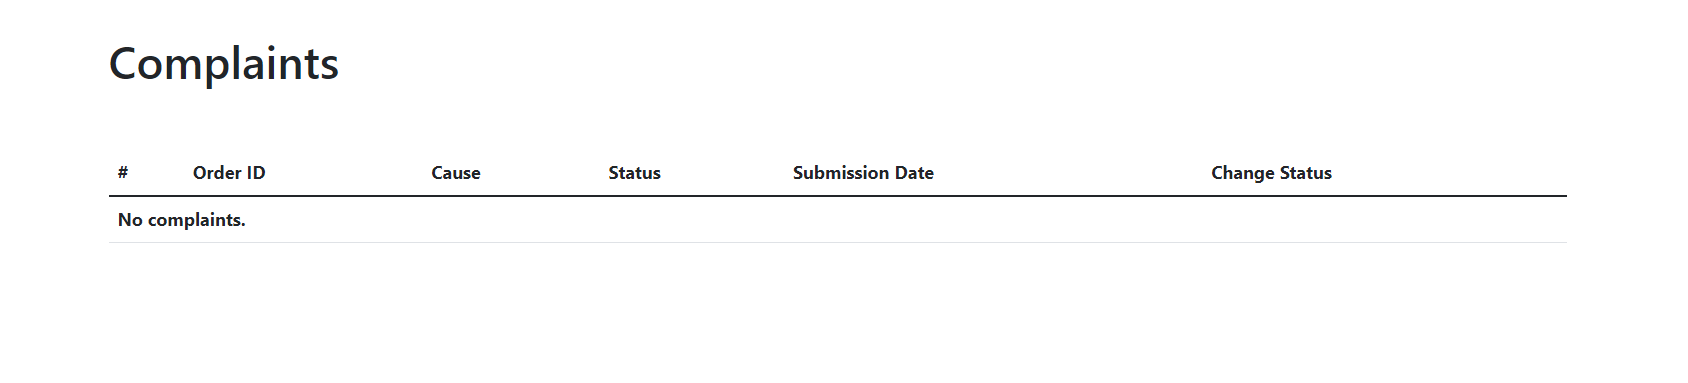 Complaints
# Order ID Cause Status Submission Date Change Status
No complaints.